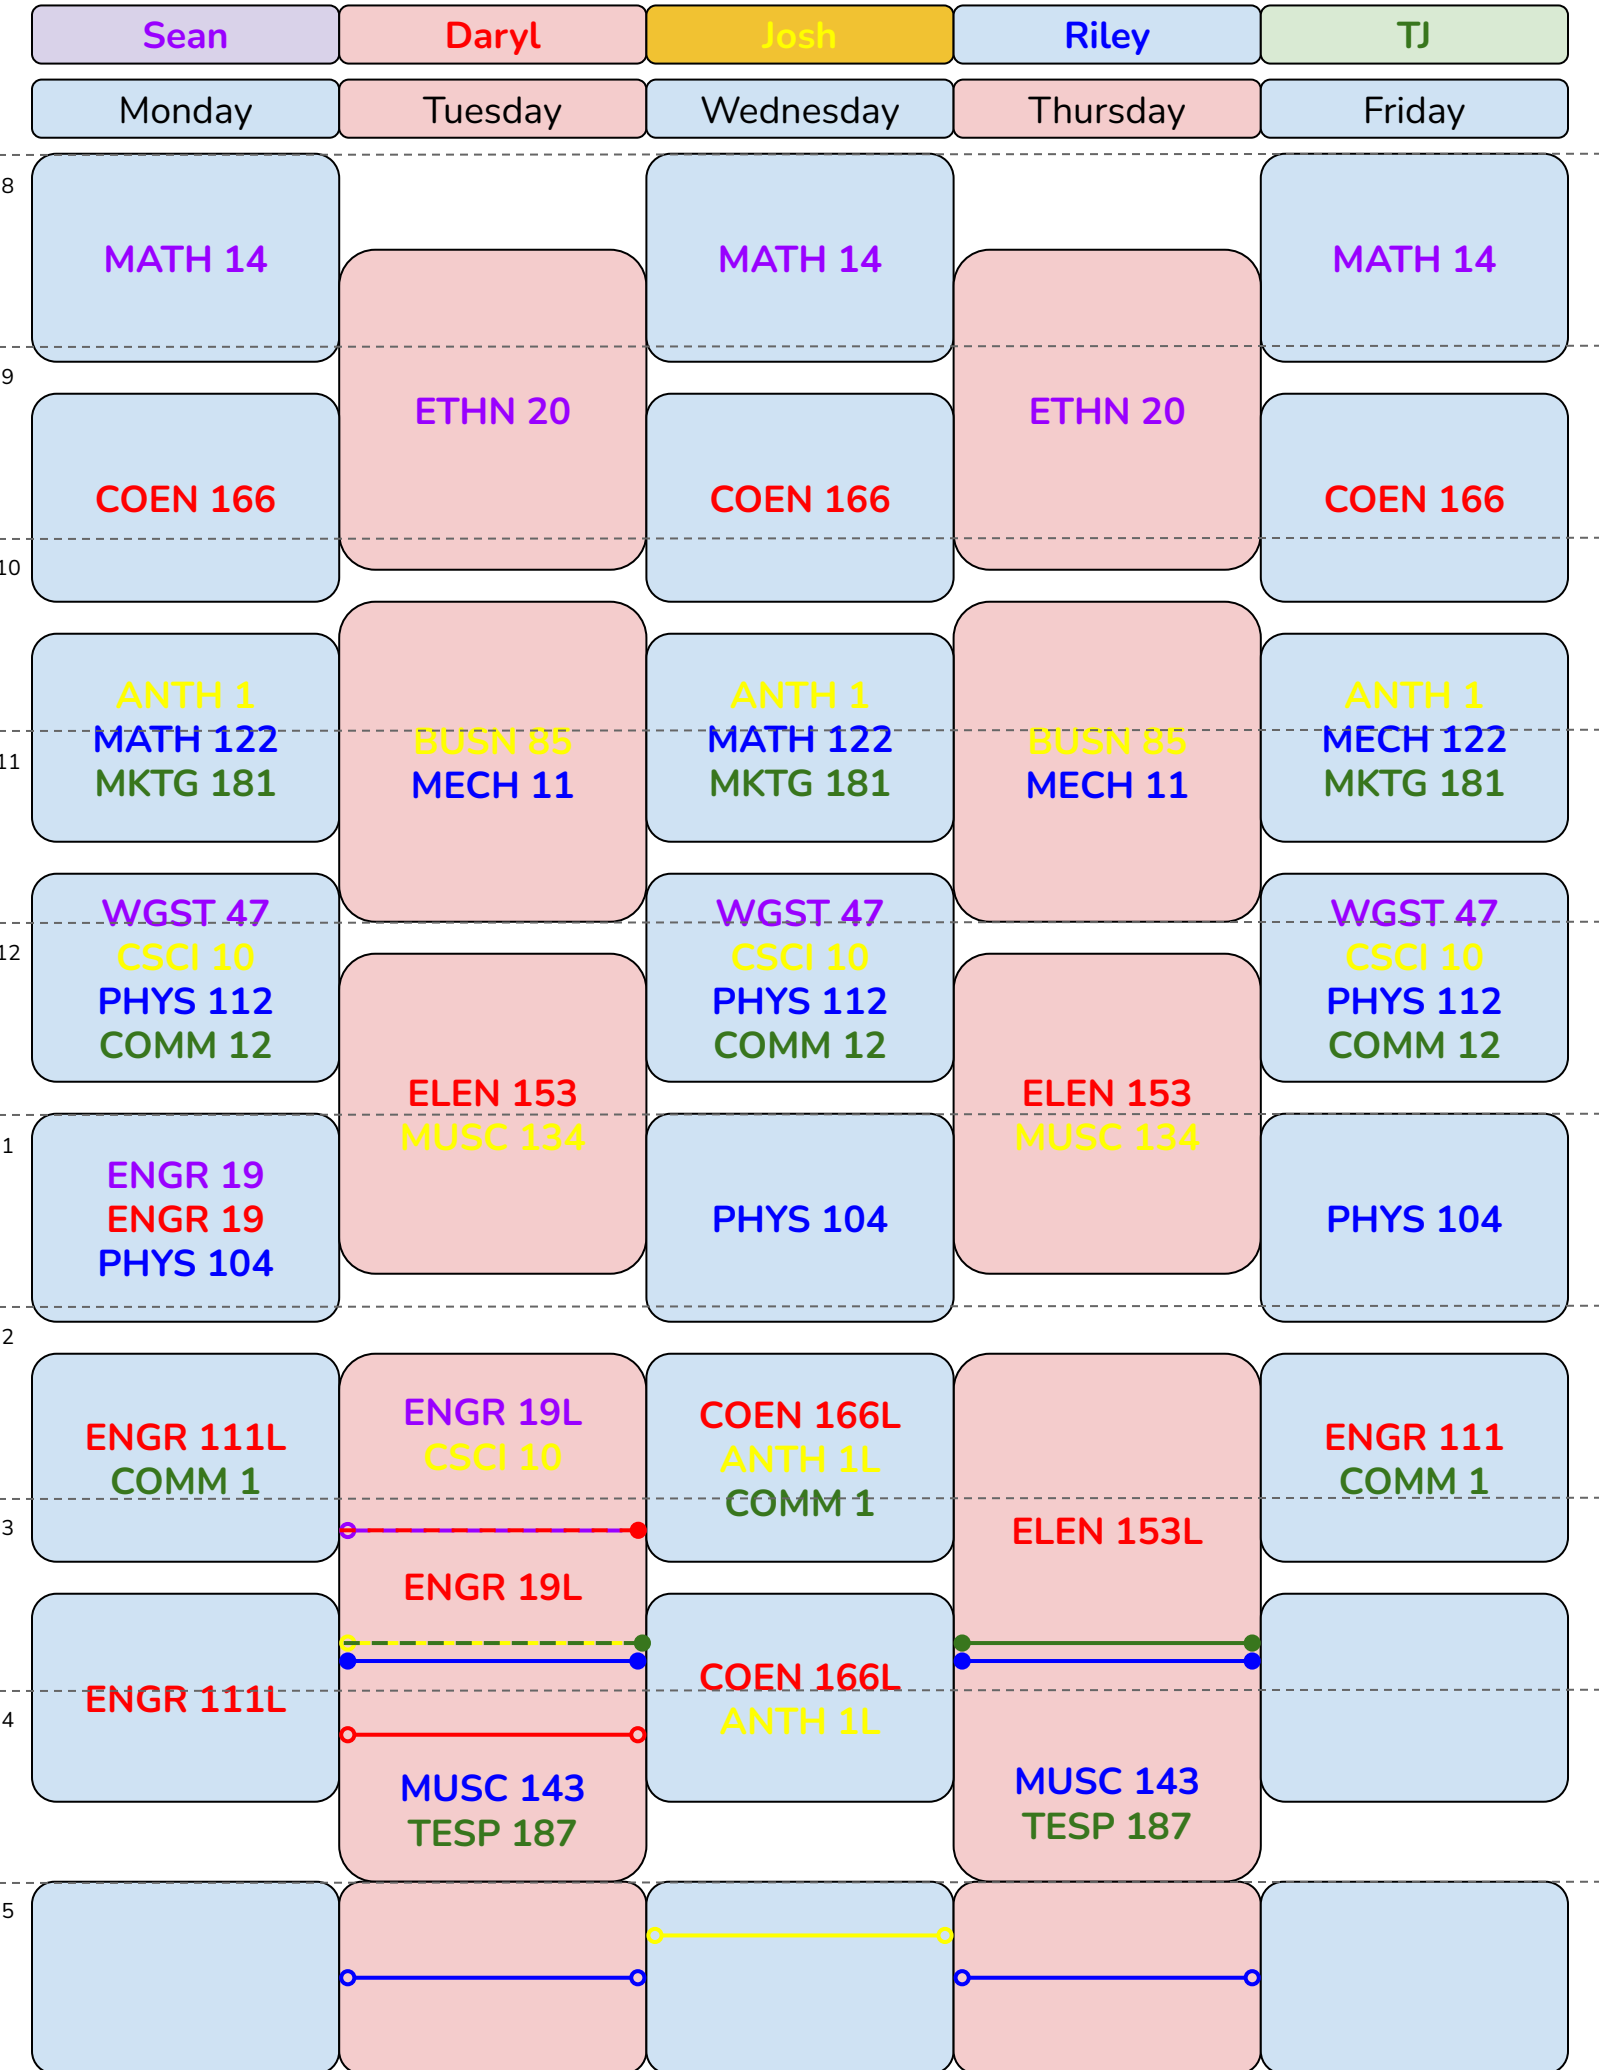 Sean Daryl Josh Riley TJ
Monday Tuesday Wednesday Thursday Friday
8
MATH 14 MATH 14 MATH 14
9
ETHN 20 ETHN 20
COEN 166 COEN 166 COEN 166
10
ANTH 1 ANTH 1 ANTH 1
MATH 122 BUSN 85 MATH 122 BUSN 85 MECH 122
11
MKTG 181 MECH 11 MKTG 181 MECH 11 MKTG 181
WGST 47 WGST 47 WGST 47
12
CSCI 10 CSCI 10 CSCI 10
PHYS 112 PHYS 112 PHYS 112
COMM 12 COMM 12 COMM 12
ELEN 153 ELEN 153
1
MUSC 134 MUSC 134
ENGR 19
ENGR 19 PHYS 104 PHYS 104
PHYS 104
2
ENGR 19L COEN 166L
ENGR 111L CSCI 10 ANTH 1L ENGR 111
COMM 1 COMM 1 COMM 1
3
ELEN 153L
ENGR 19L
ENGR 111L COEN 166L
4
ANTH 1L
MUSC 143 MUSC 143
TESP 187 TESP 187
5